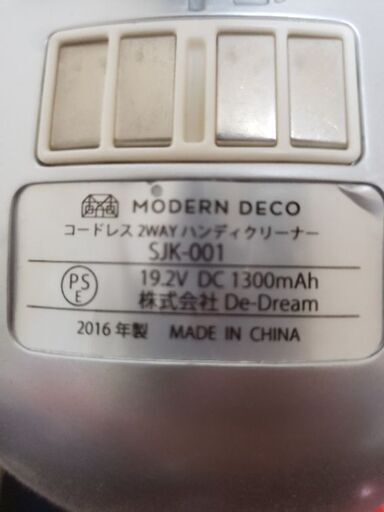 MODERN DECO
コードレス 2WAY ハンディクリーナー
SJK-001
PS
E
19.2V DC 1300mAh
株式会社 De-Dream
2016 年製 MADE IN CHINA